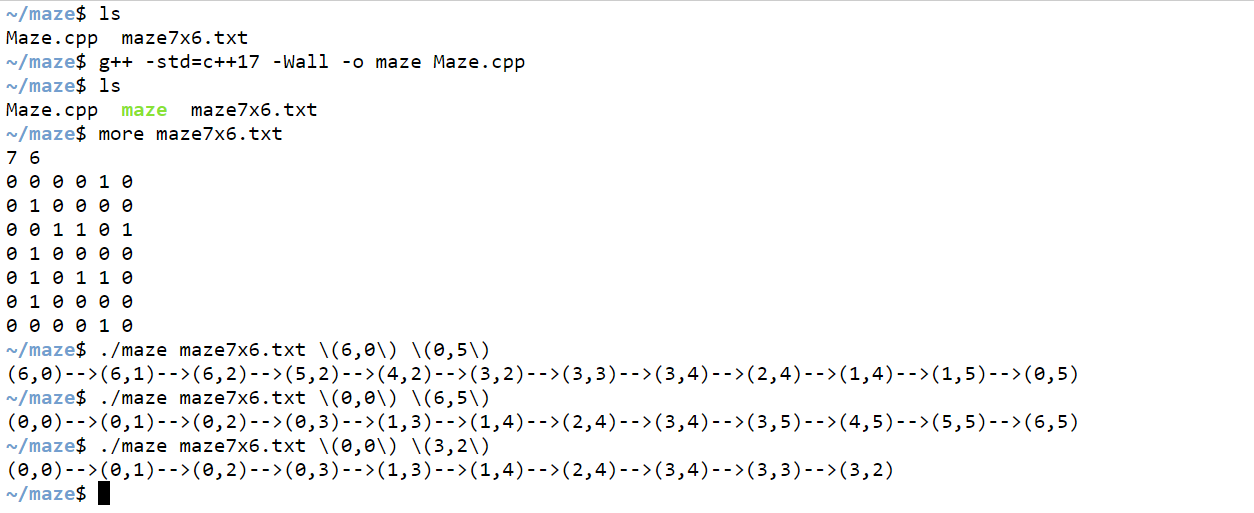 ~/maze$ ls
Maze.cpp  maze7x6.txt
~/maze$ g++ -std=c++17 -Wall -o maze Maze.cpp
~/maze$ ls
Maze.cpp  maze  maze7x6.txt
~/maze$ more maze7x6.txt
7 6
0 0 0 0 1 0
0 1 0 0 0 0
0 0 1 1 0 1
0 1 0 0 0 0
0 1 0 1 1 0
0 1 0 0 0 0
0 0 0 0 1 0
~/maze$ ./maze maze7x6.txt \(6,0\) \(0,5\)
(6,0)-->(6,1)-->(6,2)-->(5,2)-->(4,2)-->(3,2)-->(3,3)-->(3,4)-->(2,4)-->(1,4)-->(1,5)-->(0,5)
~/maze$ ./maze maze7x6.txt \(0,0\) \(6,5\)
(0,0)-->(0,1)-->(0,2)-->(0,3)-->(1,3)-->(1,4)-->(2,4)-->(3,4)-->(3,5)-->(4,5)-->(5,5)-->(6,5)
~/maze$ ./maze maze7x6.txt \(0,0\) \(3,2\)
(0,0)-->(0,1)-->(0,2)-->(0,3)-->(1,3)-->(1,4)-->(2,4)-->(3,4)-->(3,3)-->(3,2)
~/maze$